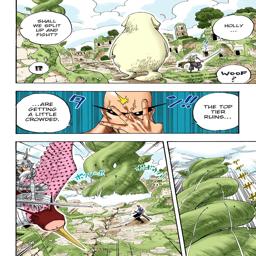 SHALL
WE SPLIT
UP AND
FIGHT?
HOLLY
...
!?
WOOF
?
...ARE
GETTING
A LITTLE
CROWDED.
THE TOP
TIER
RUINS...